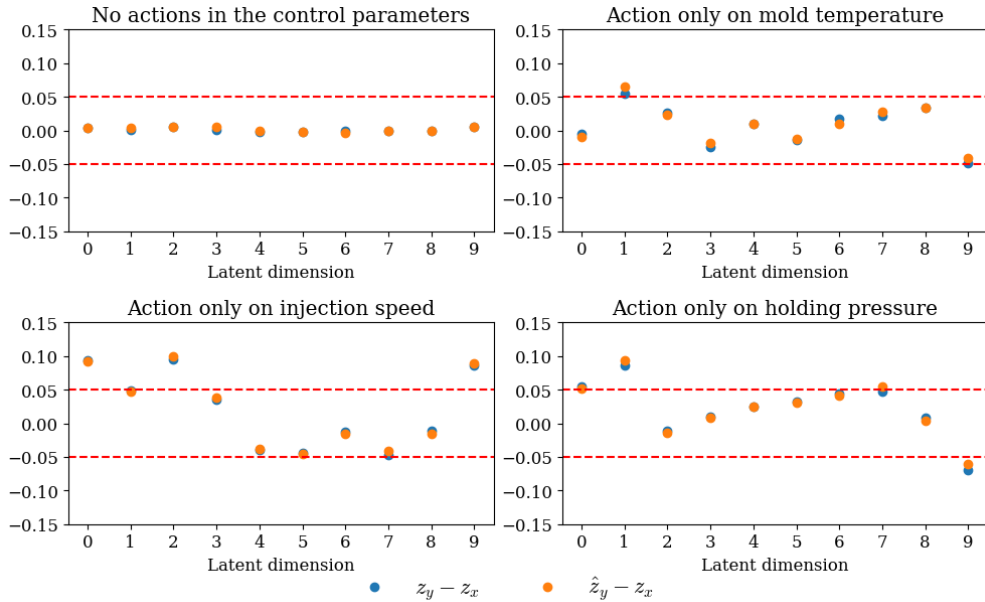 No actions in the control parameters
0.15
0.10
0.05
0.00
−0.05
−0.10
−0.15
0 1 2 3 4 5 6 7 8 9
Latent dimension
Action only on mold temperature
0.15
0.10
0.05
0.00
−0.05
−0.10
−0.15
0 1 2 3 4 5 6 7 8 9
Latent dimension
Action only on injection speed
0.15
0.10
0.05
0.00
−0.05
−0.10
−0.15
0 1 2 3 4 5 6 7 8 9
Latent dimension
Action only on holding pressure
0.15
0.10
0.05
0.00
−0.05
−0.10
−0.15
0 1 2 3 4 5 6 7 8 9
Latent dimension
z_y − z_x ẑ_y − z_x